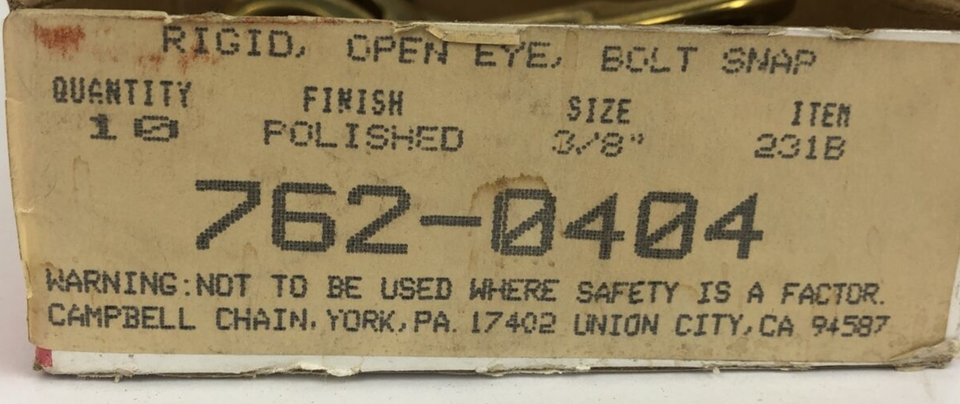 RIGID, OPEN EYE, BOLT SNAP
QUANTITY FINISH SIZE ITEM
10 POLISHED 3/8" 231B
762-0404
WARNING:NOT TO BE USED WHERE SAFETY IS A FACTOR.
CAMPBELL CHAIN, YORK, PA. 17402 UNION CITY, CA 94587